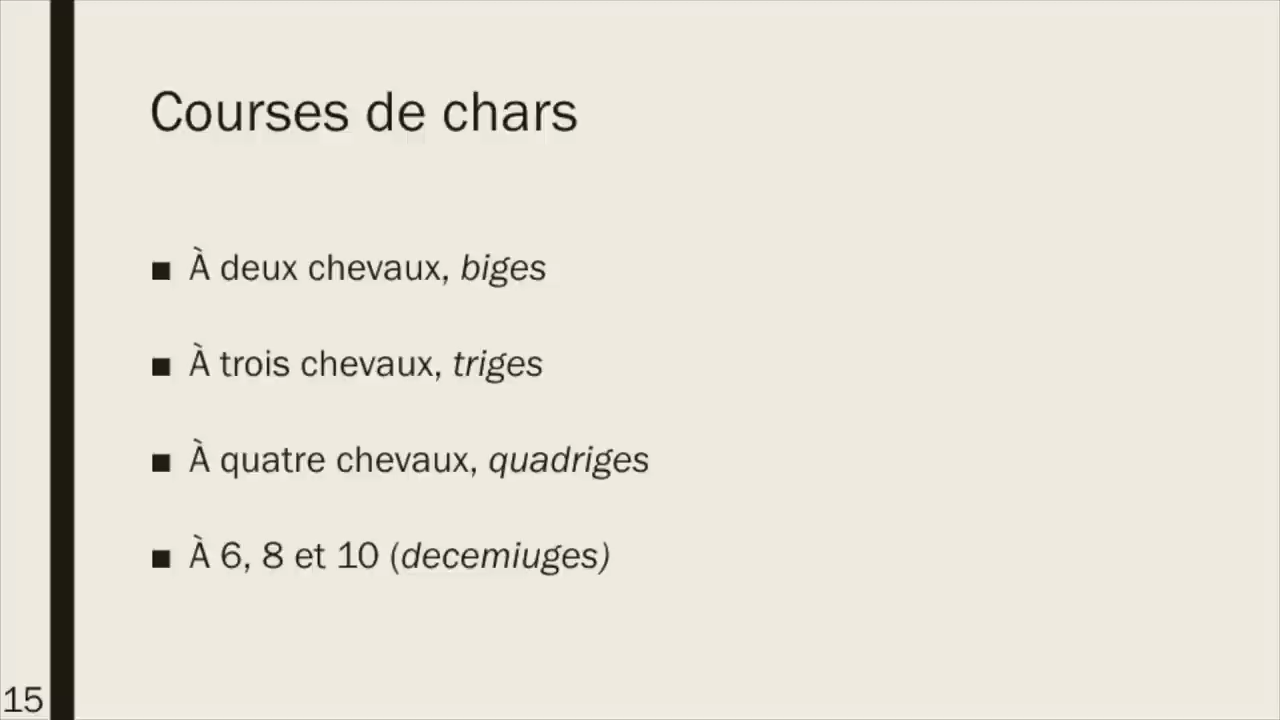 Courses de chars
■ À deux chevaux, biges
■ À trois chevaux, triges
■ À quatre chevaux, quadriges
■ À 6, 8 et 10 (decemiuges)
15